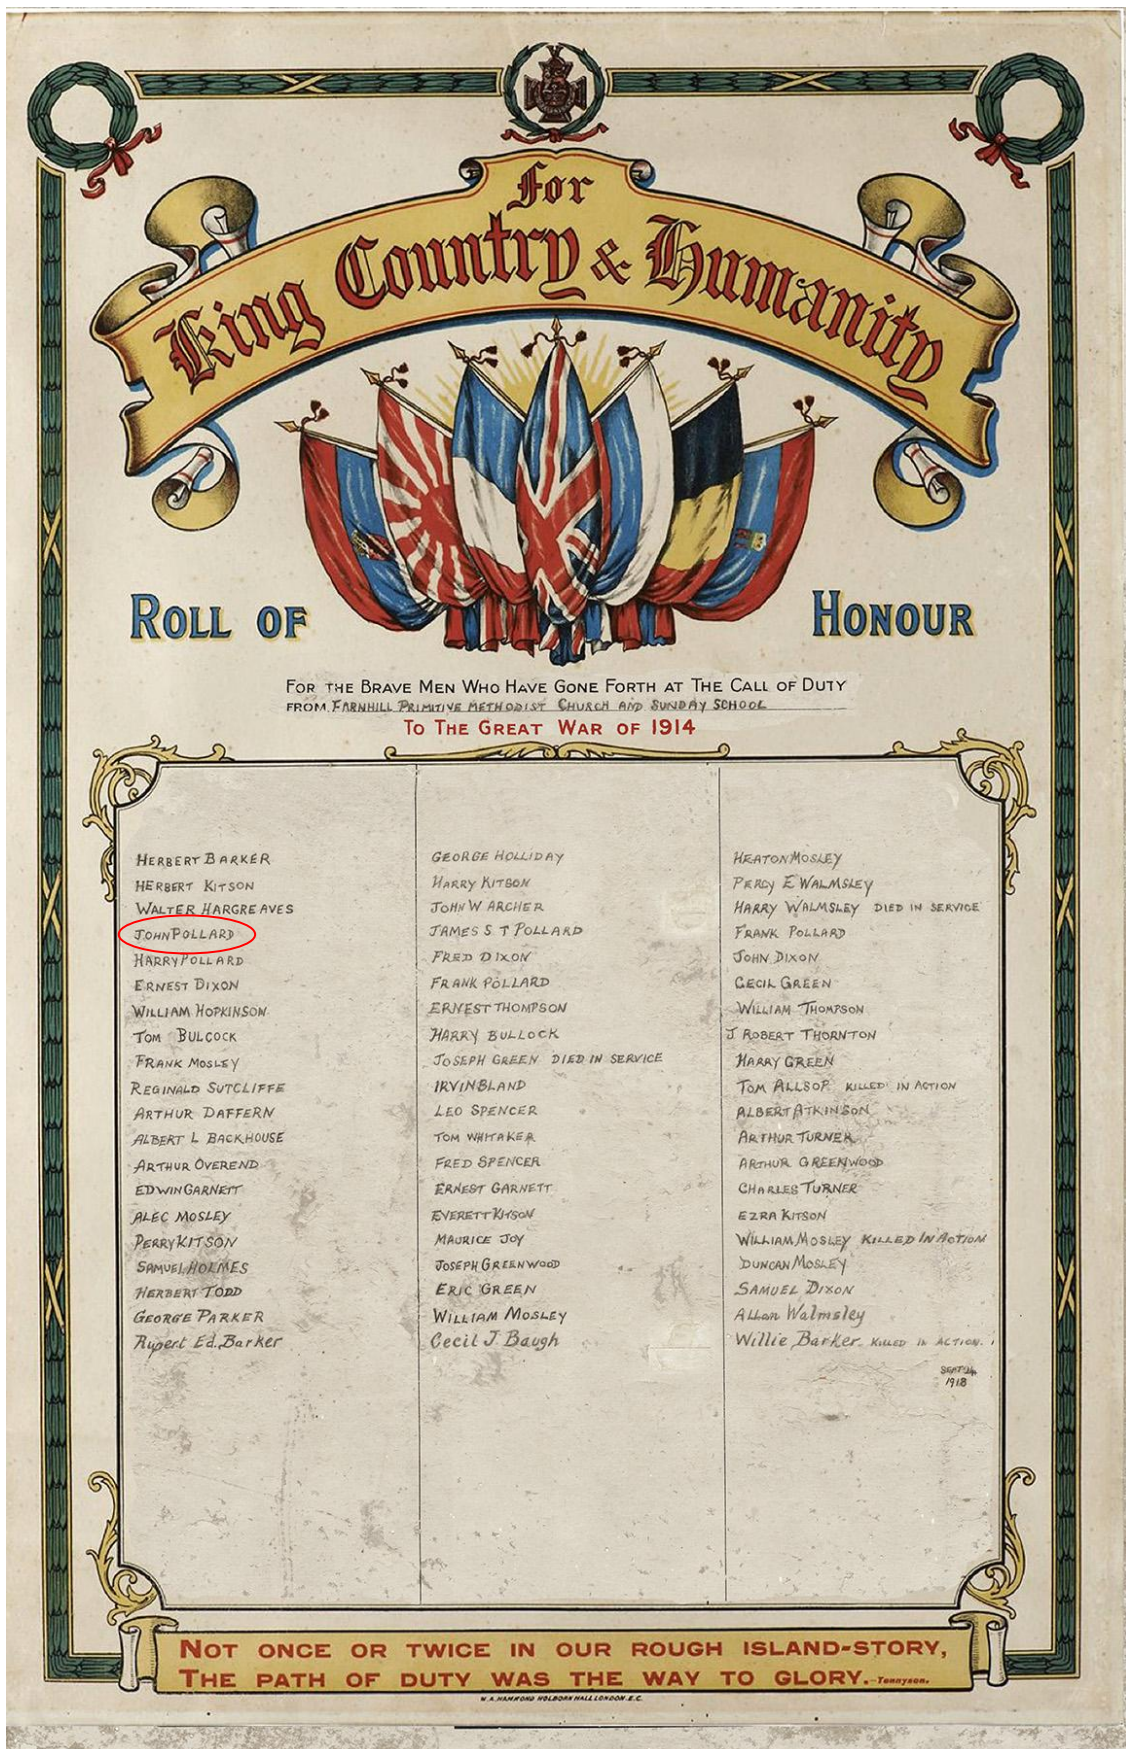 For
King Country & Humanity
ROLL OF HONOUR
FOR THE BRAVE MEN WHO HAVE GONE FORTH AT THE CALL OF DUTY
FROM FARNHILL PRIMITIVE METHODIST CHURCH AND SUNDAY SCHOOL
TO THE GREAT WAR OF 1914
HERBERT BARKER
HERBERT KITSON
WALTER HARGREAVES
JOHN POLLARD
HARRY POLLARD
ERNEST DIXON
WILLIAM HOPKINSON
TOM BULCOCK
FRANK MOSLEY
REGINALD SUTCLIFFE
ARTHUR DAFFERN
ALBERT L BACKHOUSE
ARTHUR OVEREND
EDWIN GARNETT
ALEC MOSLEY
PERRY KITSON
SAMUEL HOLMES
HERBERT TODD
GEORGE PARKER
Rupert Ed. Barker
GEORGE HOLLIDAY
HARRY KITSON
JOHN W ARCHER
JAMES S T POLLARD
FRED DIXON
FRANK POLLARD
ERNEST THOMPSON
HARRY BULLOCK
JOSEPH GREEN DIED IN SERVICE
IRVIN BLAND
LEO SPENCER
TOM WHITAKER
FRED SPENCER
ERNEST GARNETT
EVERETT KITSON
MAURICE JOY
JOSEPH GREENWOOD
ERIC GREEN
WILLIAM MOSLEY
Cecil J Baugh
HEATON MOSLEY
PERCY E WALMSLEY
HARRY WALMSLEY DIED IN SERVICE
FRANK POLLARD
JOHN DIXON
CECIL GREEN
WILLIAM THOMPSON
J ROBERT THORNTON
HARRY GREEN
TOM ALLSOP KILLED IN ACTION
ALBERT ATKINSON
ARTHUR TURNER
ARTHUR GREENWOOD
CHARLES TURNER
EZRA KITSON
WILLIAM MOSLEY KILLED IN ACTION
DUNCAN MOSLEY
SAMUEL DIXON
Allan Walmsley
Willie Barker KILLED IN ACTION.
1918
NOT ONCE OR TWICE IN OUR ROUGH ISLAND-STORY,
THE PATH OF DUTY WAS THE WAY TO GLORY.-Tennyson.
W.A. HAMMOND HOLBORN HALL LONDON. E.C.